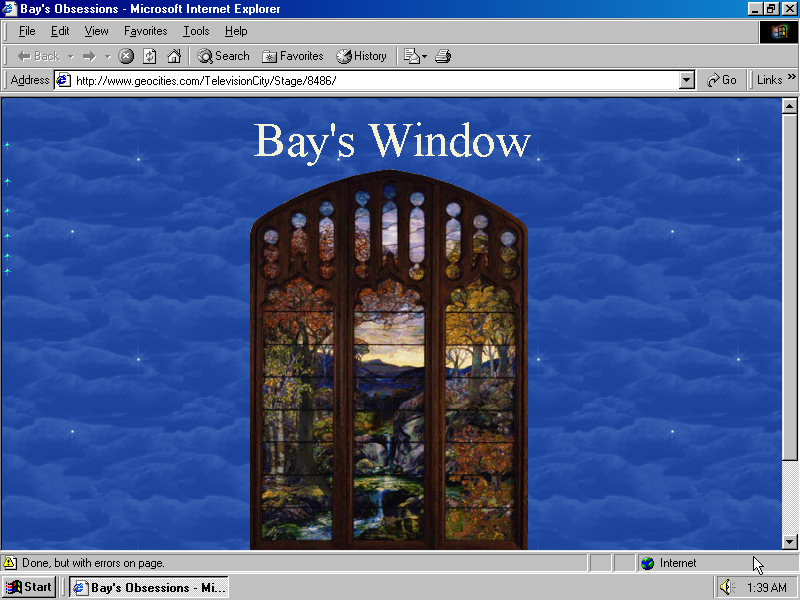 Bay's Obsessions - Microsoft Internet Explorer
File Edit View Favorites Tools Help
Back Search Favorites History
Address http://www.geocities.com/TelevisionCity/Stage/8486/ Go Links »
Bay's Window
Done, but with errors on page. Internet
Start Bay's Obsessions - Mi... 1:39 AM